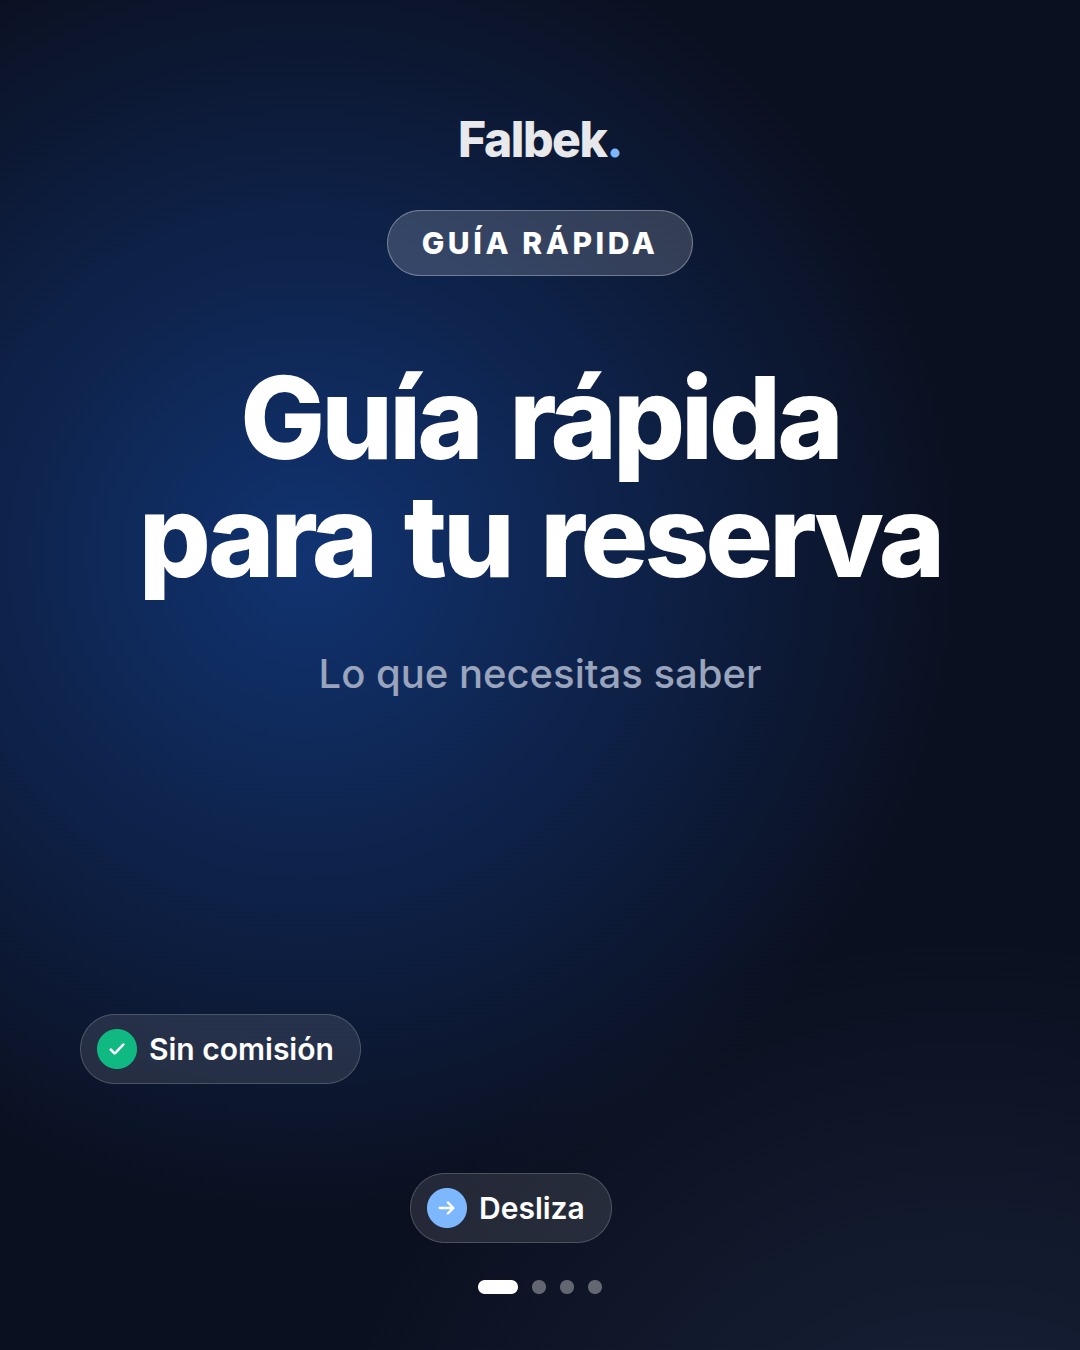 Falbek.
GUÍA RÁPIDA
Guía rápida
para tu reserva
Lo que necesitas saber
Sin comisión
Desliza